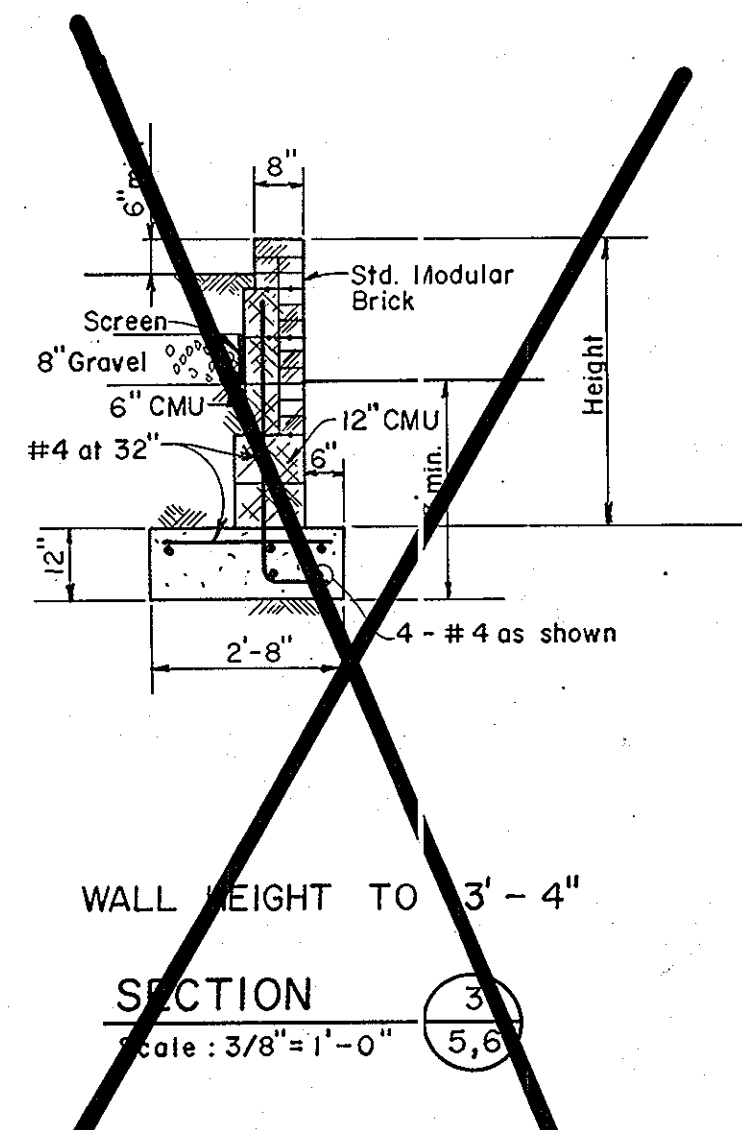 8"
6" min.
Std. Modular
Brick
Screen
8" Gravel
6" CMU
12" CMU
#4 at 32"
6"
min.
Height
12"
4 - #4 as shown
2'-8"
WALL HEIGHT TO 3'-4"
SECTION
3
Scale : 3/8"=1'-0"
5,6